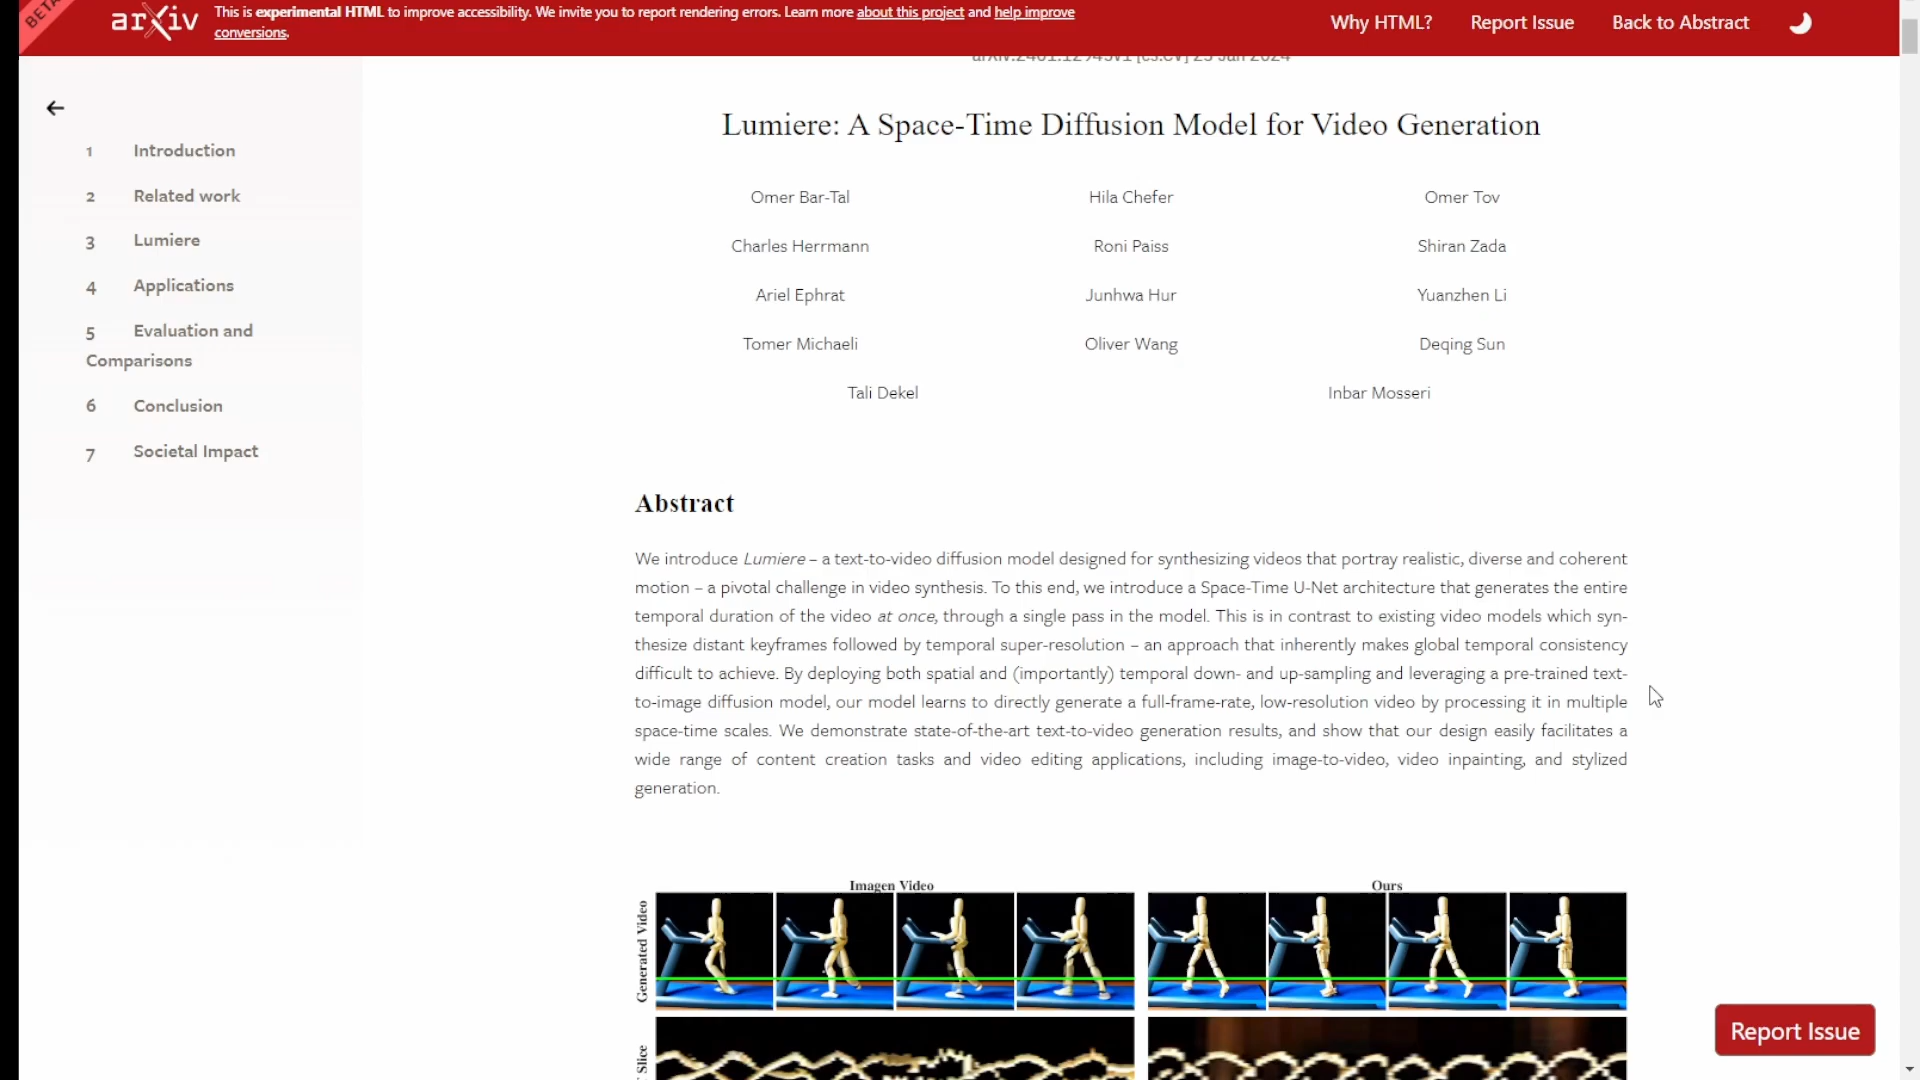 BETA
arXiv
This is experimental HTML to improve accessibility. We invite you to report rendering errors. Learn more about this project and help improve
conversions.
Why HTML?
Report Issue
Back to Abstract
1 Introduction
2 Related work
3 Lumiere
4 Applications
5 Evaluation and
Comparisons
6 Conclusion
7 Societal Impact
Lumiere: A Space-Time Diffusion Model for Video Generation
Omer Bar-Tal Hila Chefer Omer Tov
Charles Herrmann Roni Paiss Shiran Zada
Ariel Ephrat Junhwa Hur Yuanzhen Li
Tomer Michaeli Oliver Wang Deqing Sun
Tali Dekel Inbar Mosseri
Abstract
We introduce Lumiere – a text-to-video diffusion model designed for synthesizing videos that portray realistic, diverse and coherent
motion – a pivotal challenge in video synthesis. To this end, we introduce a Space-Time U-Net architecture that generates the entire
temporal duration of the video at once, through a single pass in the model. This is in contrast to existing video models which syn-
thesize distant keyframes followed by temporal super-resolution – an approach that inherently makes global temporal consistency
difficult to achieve. By deploying both spatial and (importantly) temporal down- and up-sampling and leveraging a pre-trained text-
to-image diffusion model, our model learns to directly generate a full-frame-rate, low-resolution video by processing it in multiple
space-time scales. We demonstrate state-of-the-art text-to-video generation results, and show that our design easily facilitates a
wide range of content creation tasks and video editing applications, including image-to-video, video inpainting, and stylized
generation.
Imagen Video
Ours
Generated Video
Slice
Report Issue